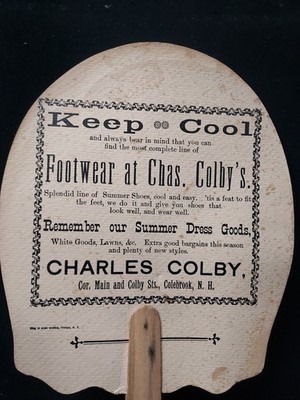 Keep Cool
and always bear in mind that you can
find the most complete line of
Footwear at Chas. Colby's.
Splendid line of Summer Shoes, cool and easy. . 'tis a feat to fit
the feet, we do it and give you shoes that
look well, and wear well.
Remember our Summer Dress Goods,
White Goods, Lawns, &c. Extra good bargains this season
and plenty of new styles.
CHARLES COLBY,
Cor. Main and Colby Sts., Colebrook, N. H.